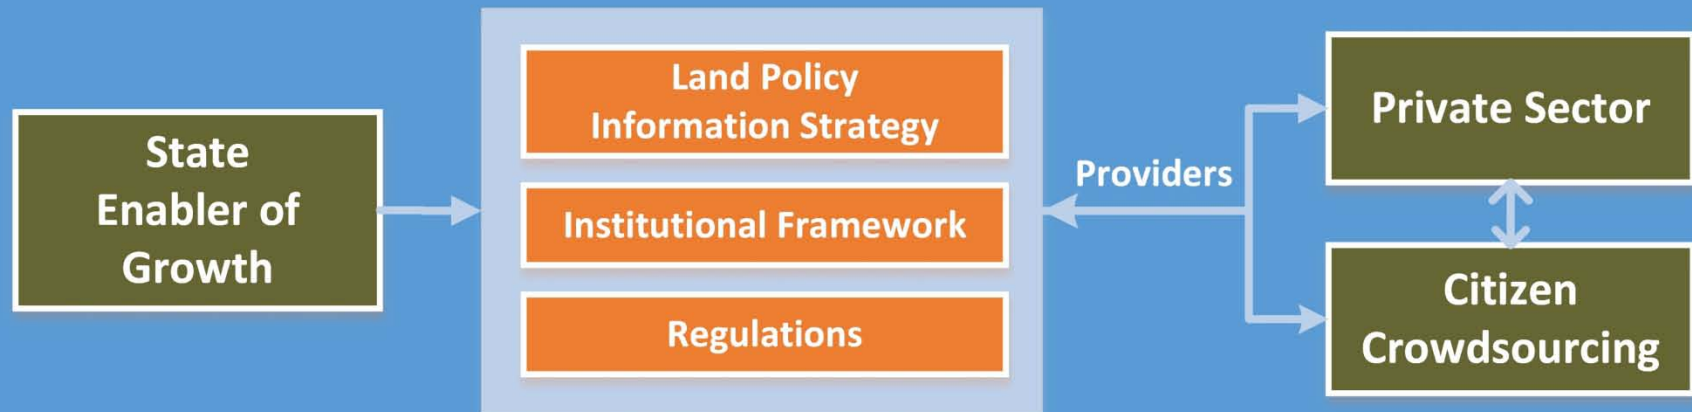 State
Enabler of
Growth
Land Policy
Information Strategy
Institutional Framework
Regulations
Providers
Private Sector
Citizen
Crowdsourcing